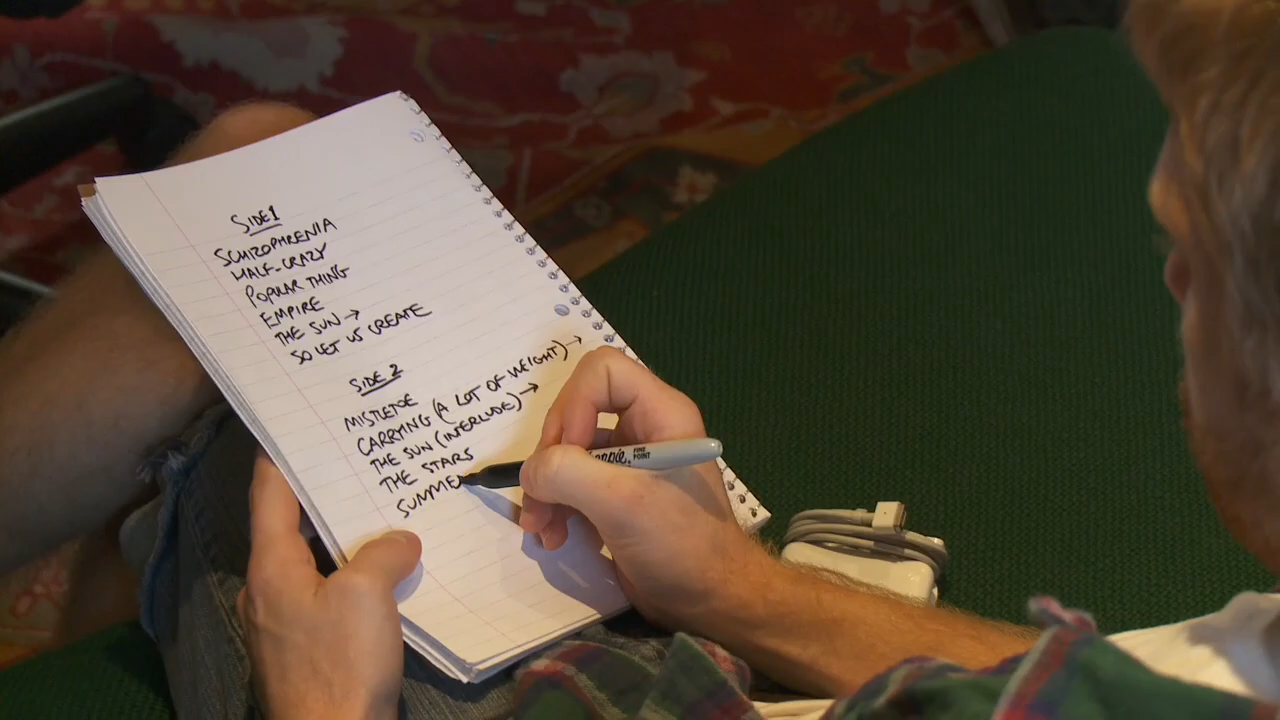 SIDE 1
SCHIZOPHRENIA
HALF-CRAZY
POPULAR THING
EMPIRE
THE SUN →
SO LET US CREATE
SIDE 2
MISTLETOE
CARRYING (A LOT OF WEIGHT) →
THE SUN (INTERLUDE) →
THE STARS
SUMME
FINE
POINT